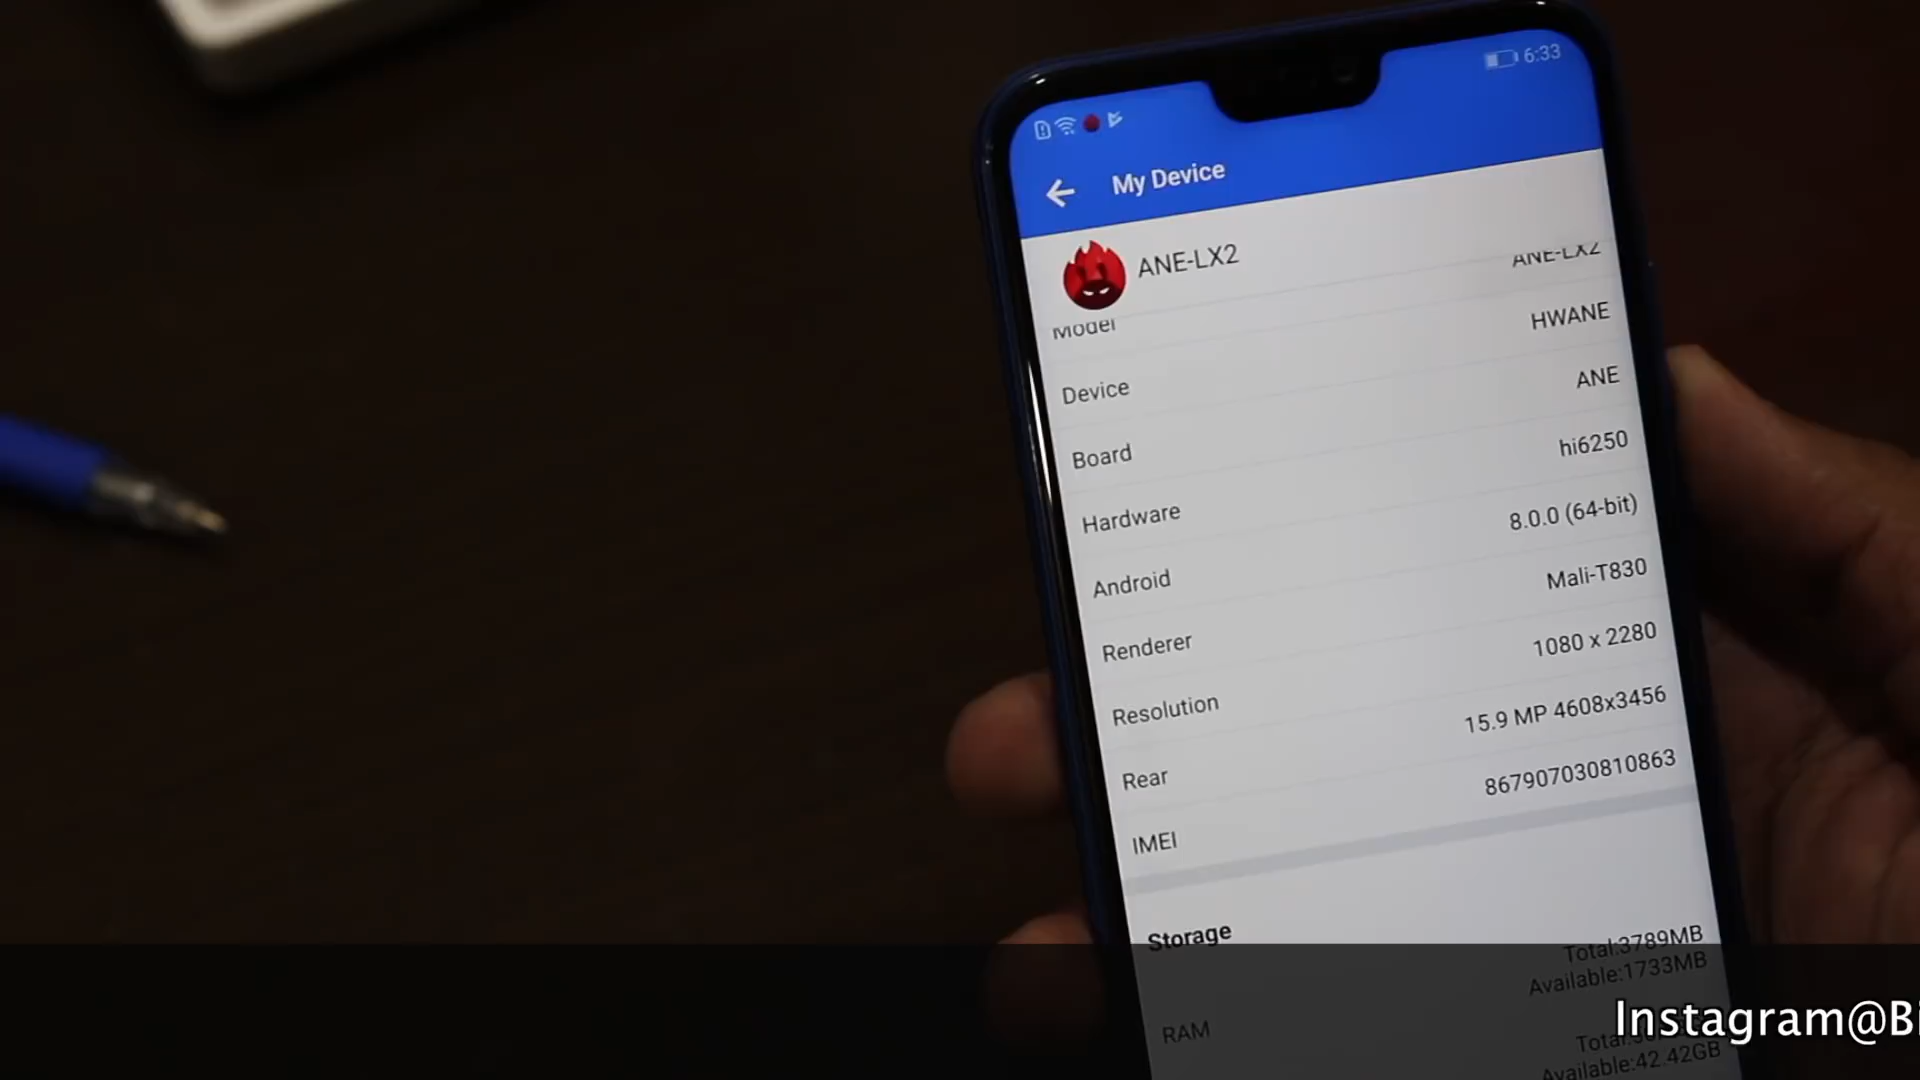 6:33
My Device
ANE-LX2
Model ANE-LX2
Device HWANE
Board ANE
Hardware hi6250
Android 8.0.0 (64-bit)
Renderer Mali-T830
Resolution 1080 x 2280
Rear 15.9 MP 4608x3456
IMEI 867907030810863
Storage
RAM Total:3789MB
Available:1733MB
Total:
Available:42.42GB
Instagram@Bi